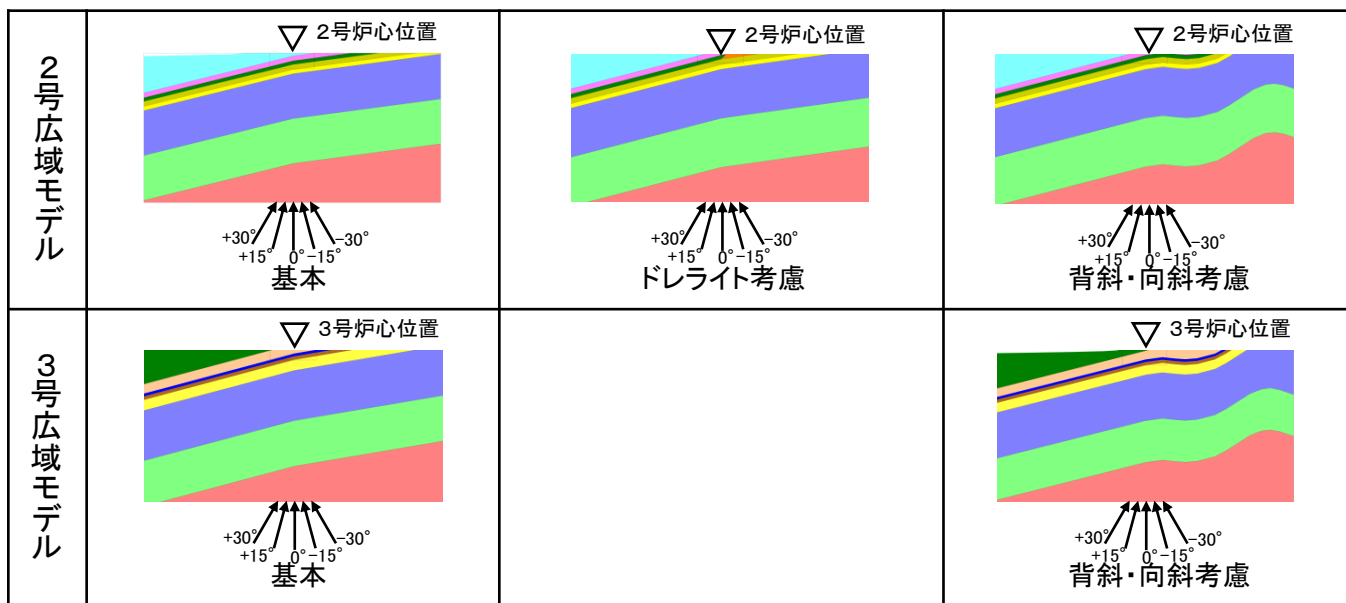 2号広域モデル
▽ 2号炉心位置
+30°
+15°
0°
-15°
-30°
基本
▽ 2号炉心位置
+30°
+15°
0°
-15°
-30°
ドレライト考慮
▽ 2号炉心位置
+30°
+15°
0°
-15°
-30°
背斜・向斜考慮
3号広域モデル
▽ 3号炉心位置
+30°
+15°
0°
-15°
-30°
基本
▽ 3号炉心位置
+30°
+15°
0°
-15°
-30°
背斜・向斜考慮